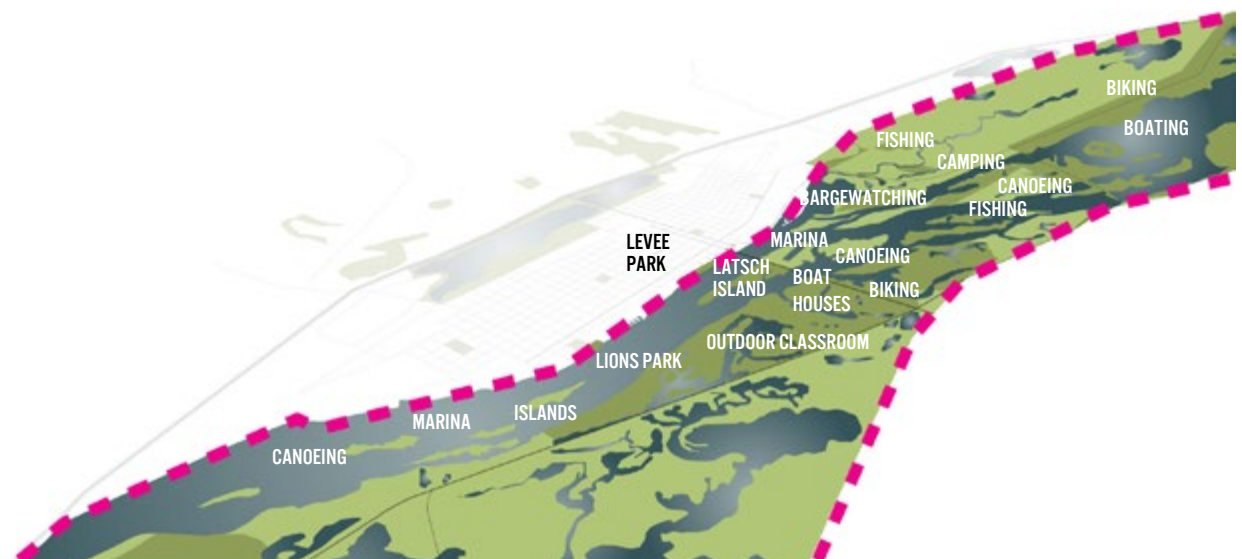 BIKING
BOATING
FISHING
CAMPING
CANOEING
BARGEWATCHING
FISHING
LEVEE
PARK
MARINA
CANOEING
LATSCH
ISLAND
BOAT
HOUSES
BIKING
OUTDOOR CLASSROOM
LIONS PARK
ISLANDS
MARINA
CANOEING